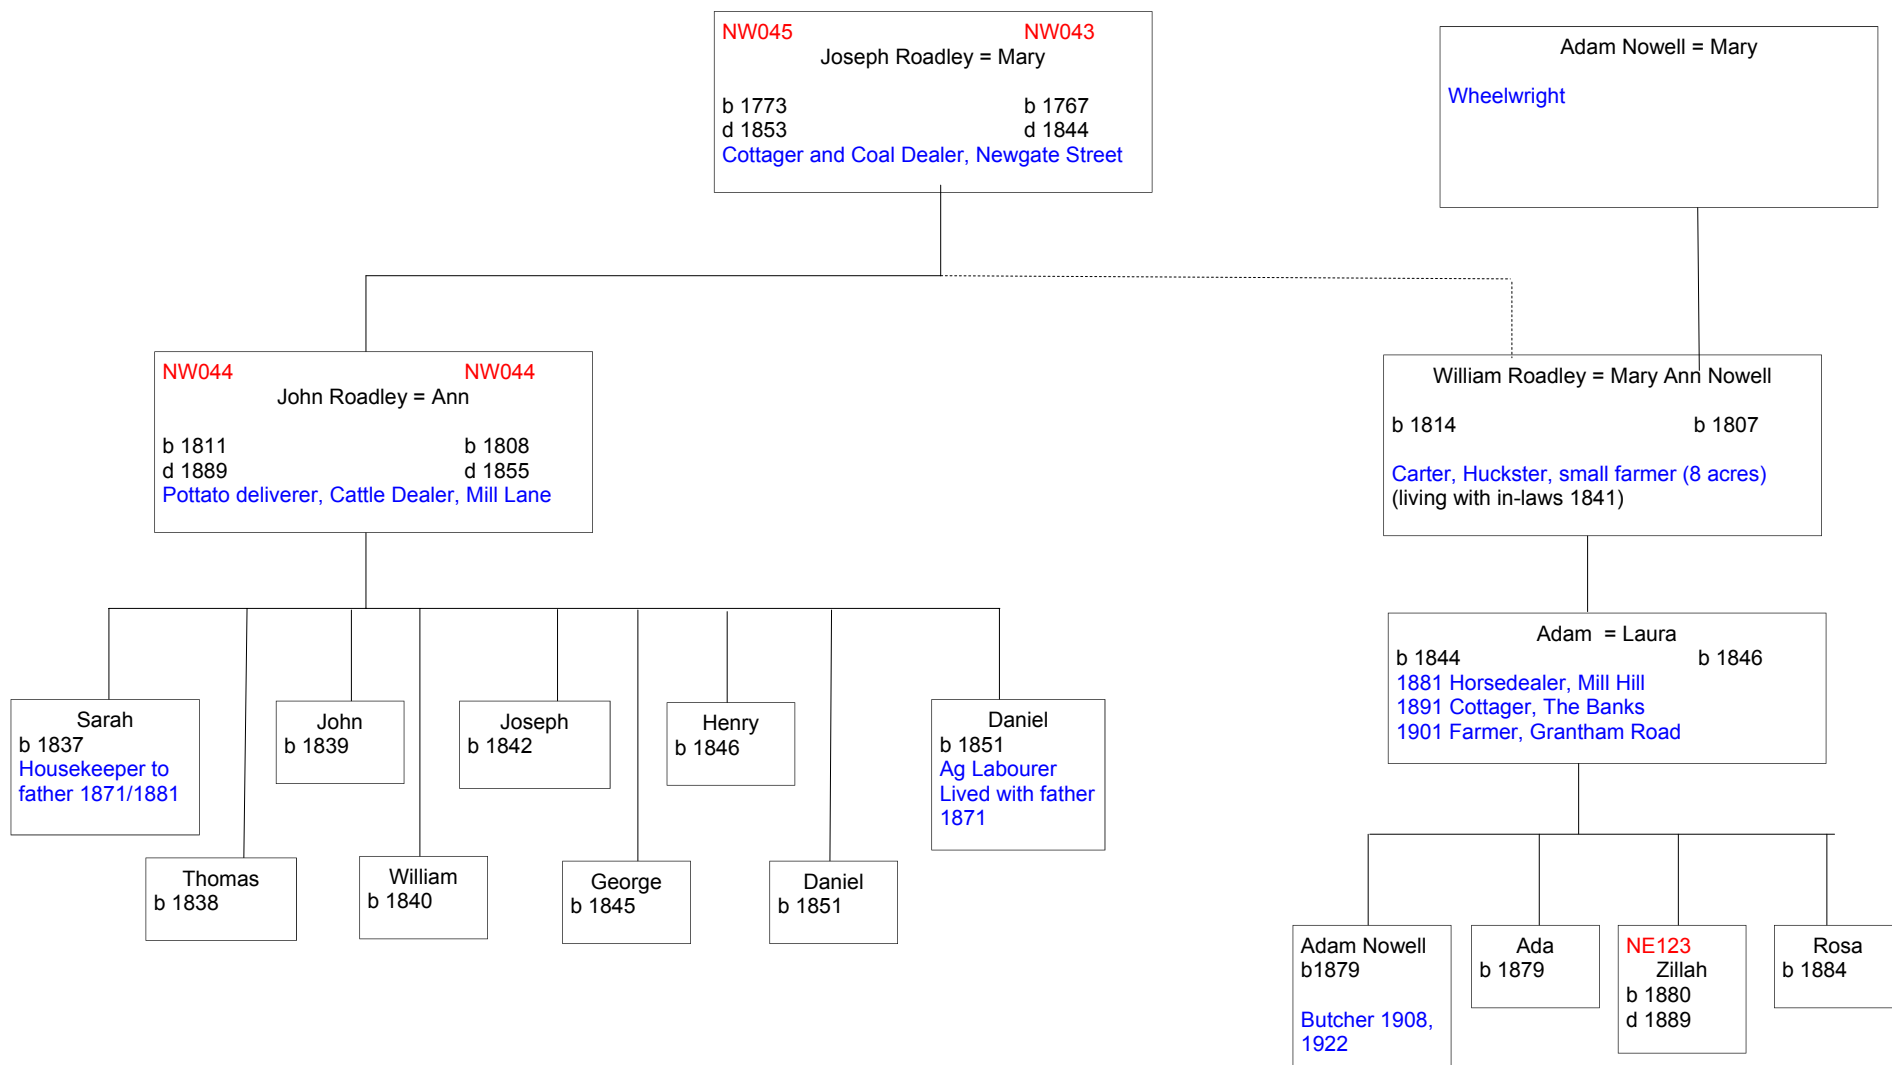 NW045 NW043
Joseph Roadley = Mary
b 1773 b 1767
d 1853 d 1844
Cottager and Coal Dealer, Newgate Street
Adam Nowell = Mary
Wheelwright
NW044 NW044
John Roadley = Ann
b 1811 b 1808
d 1889 d 1855
Pottato deliverer, Cattle Dealer, Mill Lane
William Roadley = Mary Ann Nowell
b 1814 b 1807
Carter, Huckster, small farmer (8 acres)
(living with in-laws 1841)
Adam = Laura
b 1844 b 1846
1881 Horsedealer, Mill Hill
1891 Cottager, The Banks
1901 Farmer, Grantham Road
Sarah
b 1837
Housekeeper to
father 1871/1881
John
b 1839
Joseph
b 1842
Henry
b 1846
Daniel
b 1851
Ag Labourer
Lived with father
1871
Thomas
b 1838
William
b 1840
George
b 1845
Daniel
b 1851
Adam Nowell
b1879
Butcher 1908,
1922
Ada
b 1879
NE123
Zillah
b 1880
d 1889
Rosa
b 1884